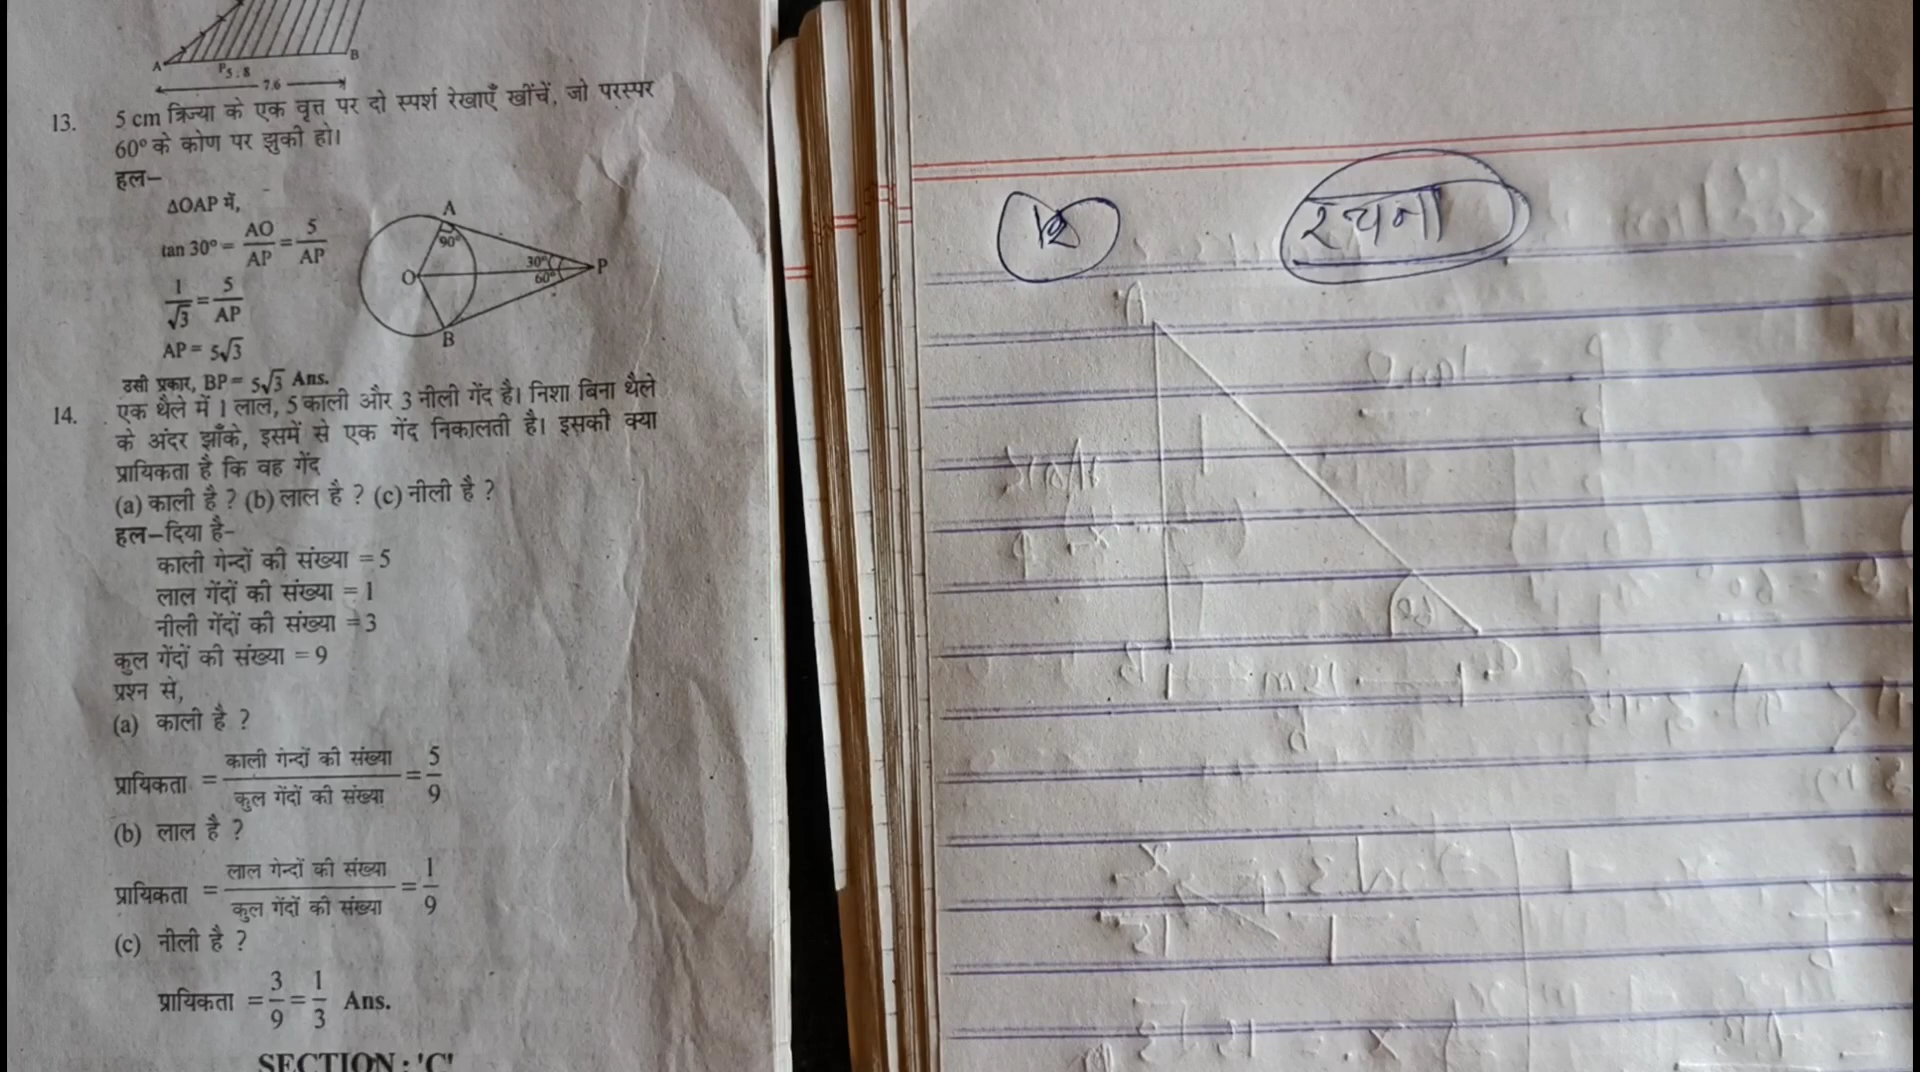 A P B
5.8
7.6
13. 5 cm त्रिज्या के एक वृत्त पर दो स्पर्श रेखाएँ खींचें, जो परस्पर
60° के कोण पर झुकी हो।
हल–
ΔOAP में,
tan 30° = AO/AP = 5/AP
1/√3 = 5/AP
AP = 5√3
उसी प्रकार, BP = 5√3 Ans.
A
90°
O
30°
60°
P
B
14. एक थैले में 1 लाल, 5 काली और 3 नीली गेंद है। निशा बिना थैले
के अंदर झाँके, इसमें से एक गेंद निकालती है। इसकी क्या
प्रायिकता है कि वह गेंद
(a) काली है ? (b) लाल है ? (c) नीली है ?
हल–दिया है–
काली गेन्दों की संख्या = 5
लाल गेंदों की संख्या = 1
नीली गेंदों की संख्या = 3
कुल गेंदों की संख्या = 9
प्रश्न से,
(a) काली है ?
प्रायिकता = काली गेन्दों की संख्या/कुल गेंदों की संख्या = 5/9
(b) लाल है ?
प्रायिकता = लाल गेन्दों की संख्या/कुल गेंदों की संख्या = 1/9
(c) नीली है ?
प्रायिकता = 3/9 = 1/3 Ans.
SECTION : 'C'
रचना